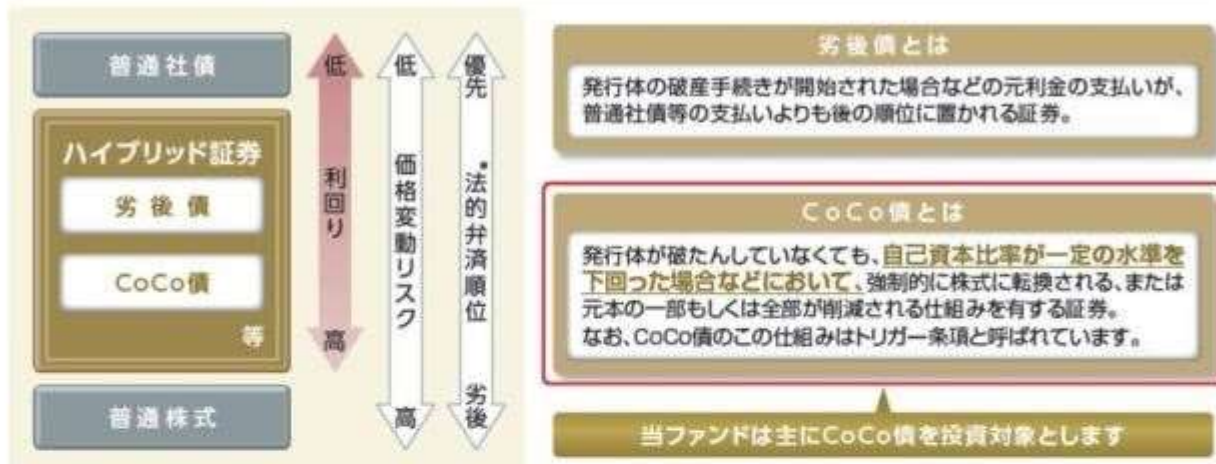 普通社債
ハイブリッド証券
劣後債
CoCo債
等
普通株式
低
利回り
高
低
価格変動リスク
高
優先
*法的弁済順位
劣後
劣後債とは
発行体の破産手続きが開始された場合などの元利金の支払いが、
普通社債等の支払いよりも後の順位に置かれる証券。
CoCo債とは
発行体が破たんしていなくても、自己資本比率が一定の水準を
下回った場合などにおいて、強制的に株式に転換される、または
元本の一部もしくは全部が削減される仕組みを有する証券。
なお、CoCo債のこの仕組みはトリガー条項と呼ばれています。
当ファンドは主にCoCo債を投資対象とします